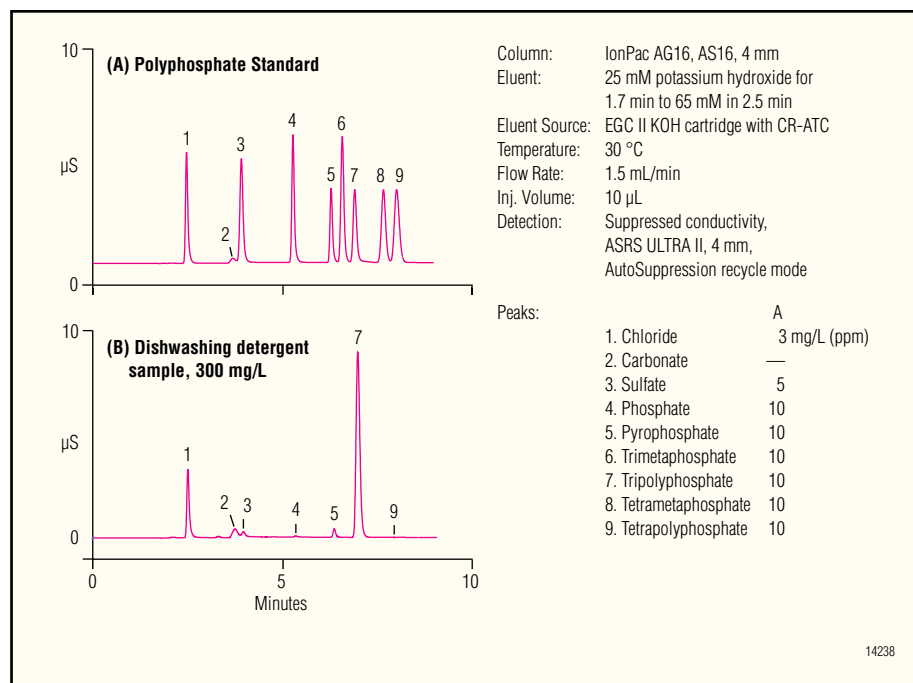 10
(A) Polyphosphate Standard
1
2
3
4
5
6
7
8
9
µS
0
0
5
10
10
(B) Dishwashing detergent
sample, 300 mg/L
7
1
2
3
4
5
9
µS
0
0
5
10
Minutes
Column: IonPac AG16, AS16, 4 mm
Eluent: 25 mM potassium hydroxide for
1.7 min to 65 mM in 2.5 min
Eluent Source: EGC II KOH cartridge with CR-ATC
Temperature: 30 °C
Flow Rate: 1.5 mL/min
Inj. Volume: 10 µL
Detection: Suppressed conductivity,
ASRS ULTRA II, 4 mm,
AutoSuppression recycle mode
Peaks: A
1. Chloride 3 mg/L (ppm)
2. Carbonate —
3. Sulfate 5
4. Phosphate 10
5. Pyrophosphate 10
6. Trimetaphosphate 10
7. Tripolyphosphate 10
8. Tetrametaphosphate 10
9. Tetrapolyphosphate 10
14238